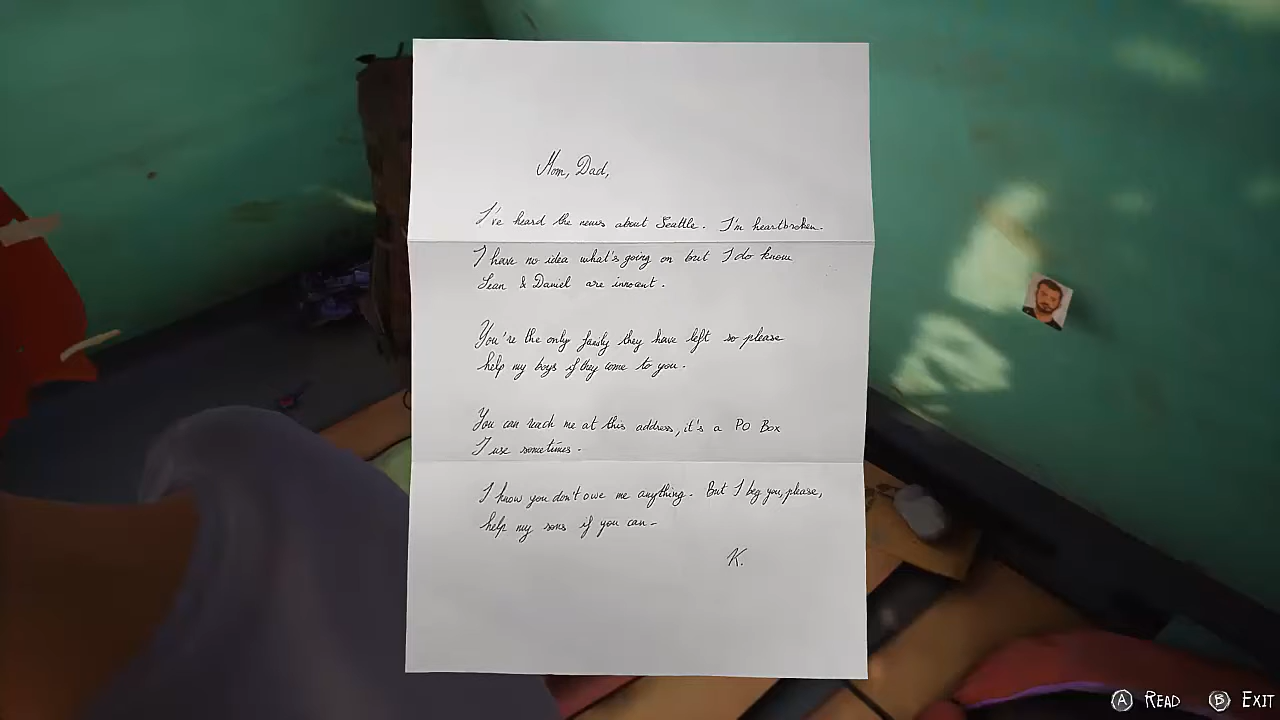 Mom, Dad,
I've heard the news about Seattle. I'm heartbroken.
I have no idea what's going on but I do know
Sean & Daniel are innocent.
You're the only family they have left so please
help my boys if they come to you.
You can reach me at this address, it's a PO Box
I use sometimes.
I know you don't owe me anything. But I beg you, please,
help my sons if you can-
K.
A READ B EXIT